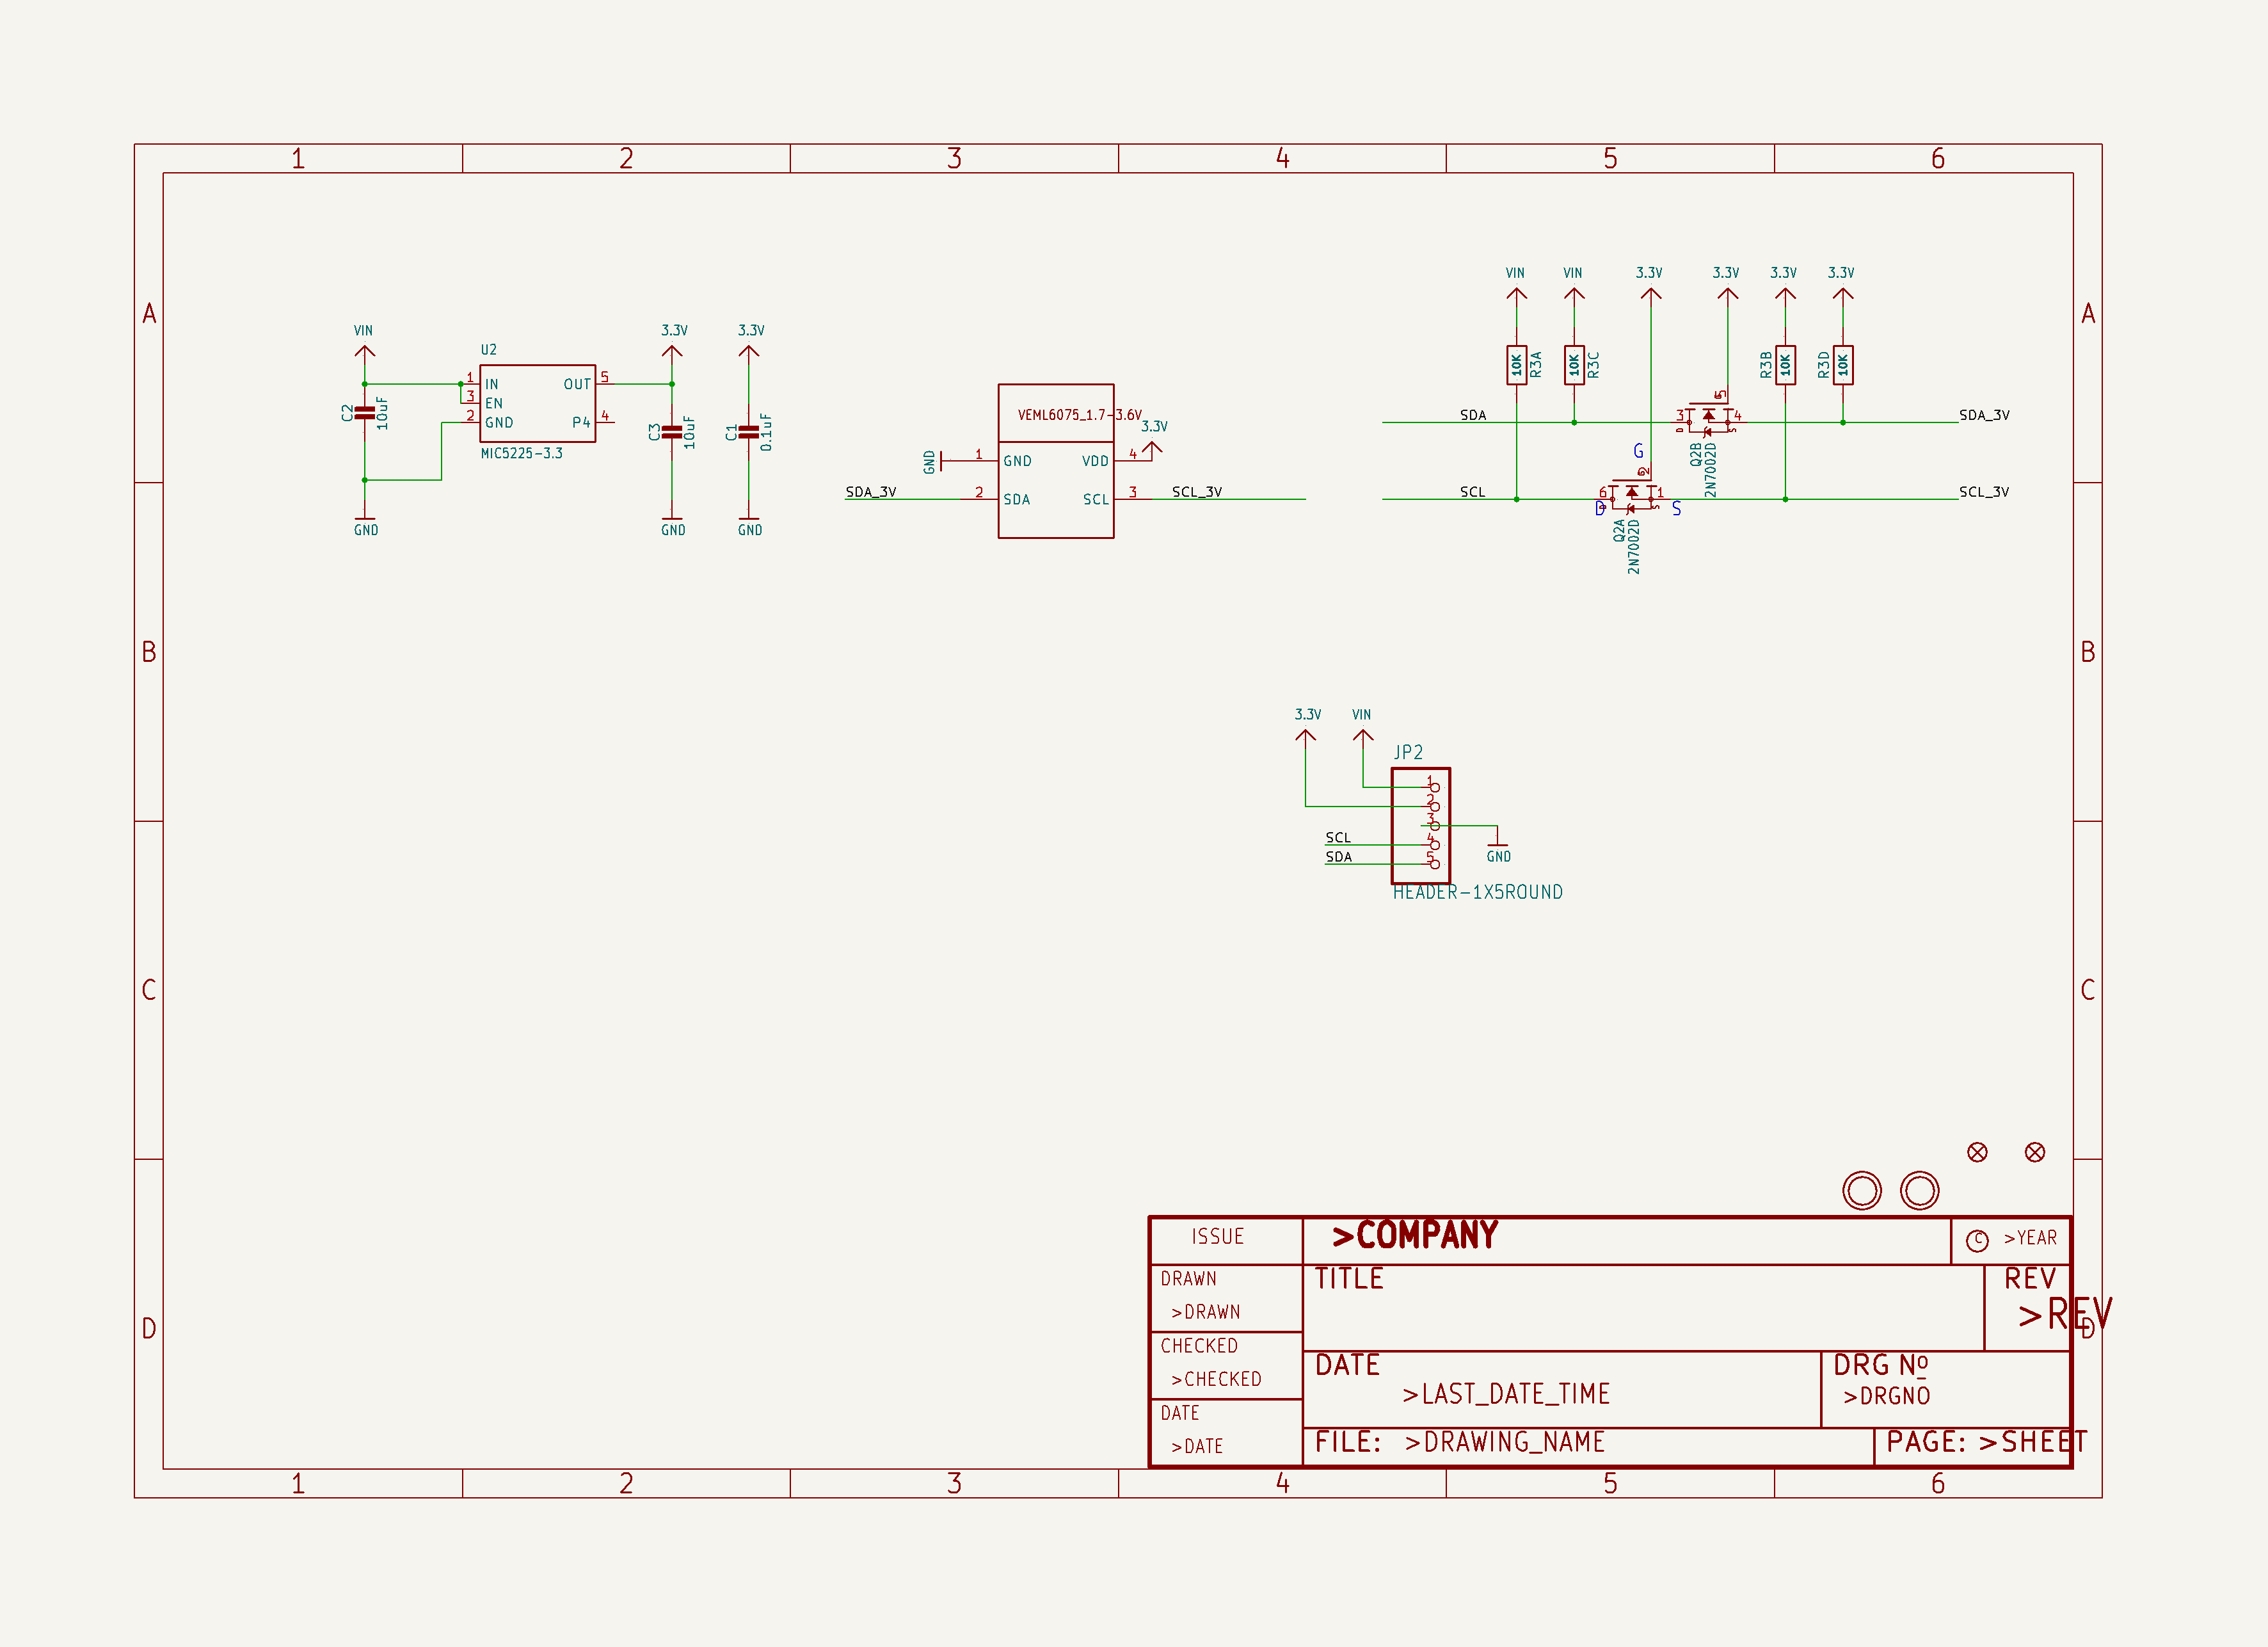 1 2 3 4 5 6
A A
VIN VIN 3.3V 3.3V 3.3V 3.3V
VIN 3.3V 3.3V
U2
1 IN OUT 5
3 EN
2 GND P4 4
MIC5225-3.3
C2 10uF
C3 10uF
C1 0.1uF
GND GND GND
VEML6075_1.7-3.6V
3.3V
GND 1 GND VDD 4
SDA_3V 2 SDA SCL 3 SCL_3V
10K R3A
10K R3C
R3B 10K
R3D 10K
SDA 3 D G 5 S 4 SDA_3V
Q2B
2N7002D
G
SCL 6 D G 2 S 1 SCL_3V
D S
Q2A
2N7002D
B B
3.3V VIN
JP2
1
2
3
SCL 4
SDA 5
GND
HEADER-1X5ROUND
C C
D D
ISSUE >COMPANY C >YEAR
DRAWN TITLE REV
>DRAWN >REV
CHECKED DATE DRG Nº
>CHECKED >LAST_DATE_TIME >DRGNO
DATE
>DATE FILE: >DRAWING_NAME PAGE: >SHEET
1 2 3 4 5 6